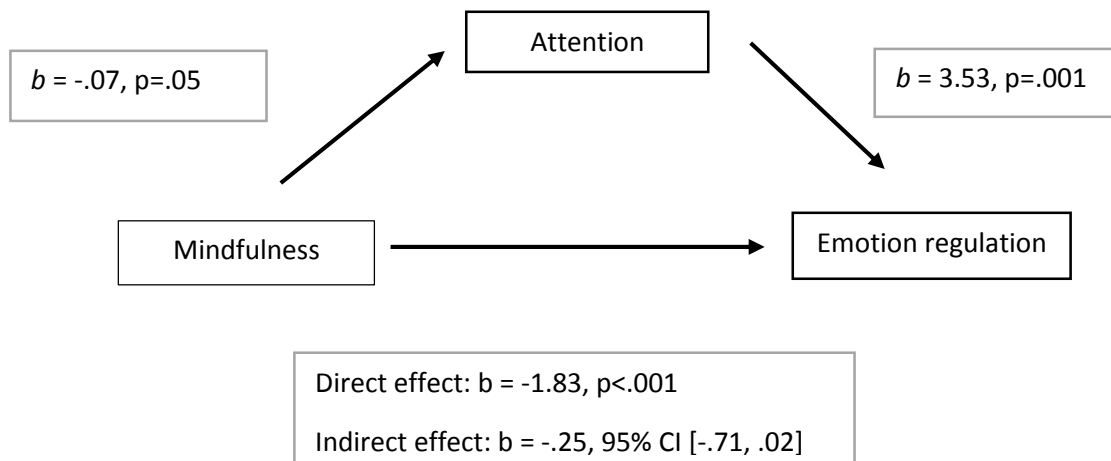 Attention
b = -.07, p=.05
b = 3.53, p=.001
Mindfulness
Emotion regulation
Direct effect: b = -1.83, p<.001
Indirect effect: b = -.25, 95% CI [-.71, .02]